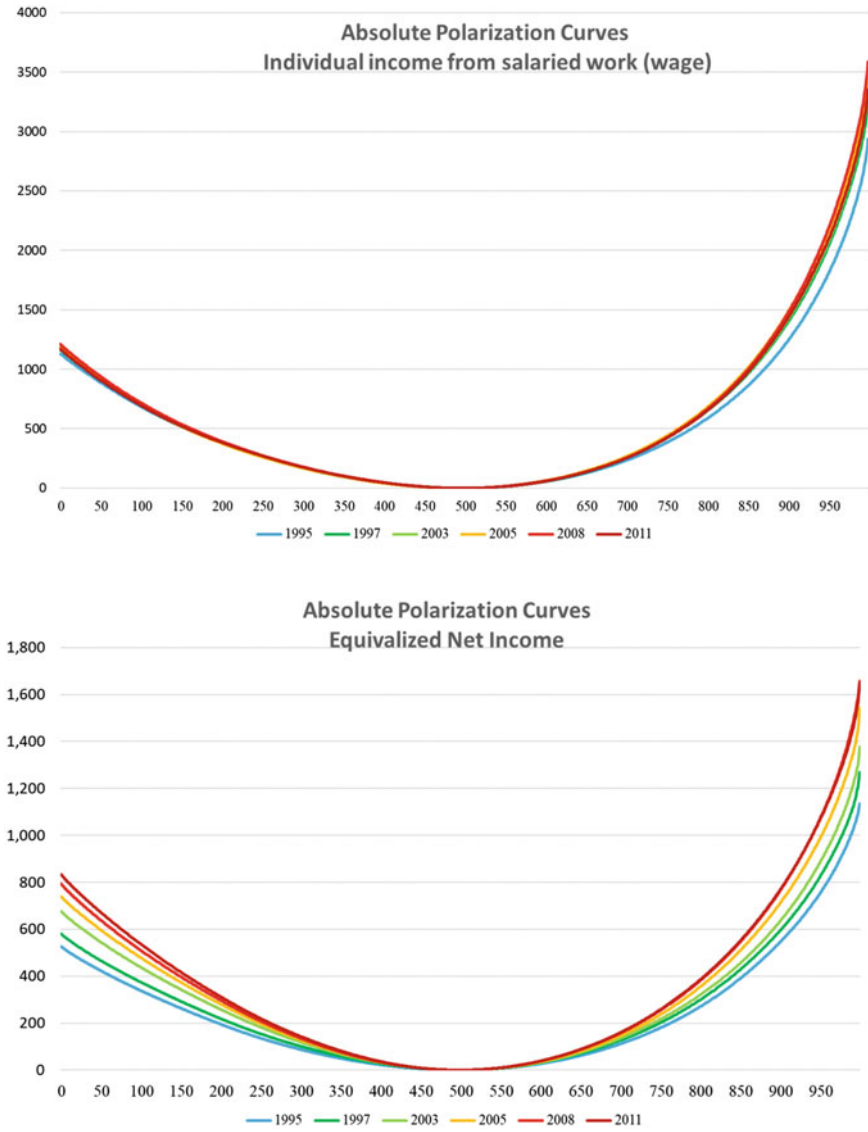 Absolute Polarization Curves
Individual income from salaried work (wage)
4000
3500
3000
2500
2000
1500
1000
500
0
0 50 100 150 200 250 300 350 400 450 500 550 600 650 700 750 800 850 900 950
1995 1997 2003 2005 2008 2011
Absolute Polarization Curves
Equivalized Net Income
1,800
1,600
1,400
1,200
1,000
800
600
400
200
0
0 50 100 150 200 250 300 350 400 450 500 550 600 650 700 750 800 850 900 950
1995 1997 2003 2005 2008 2011